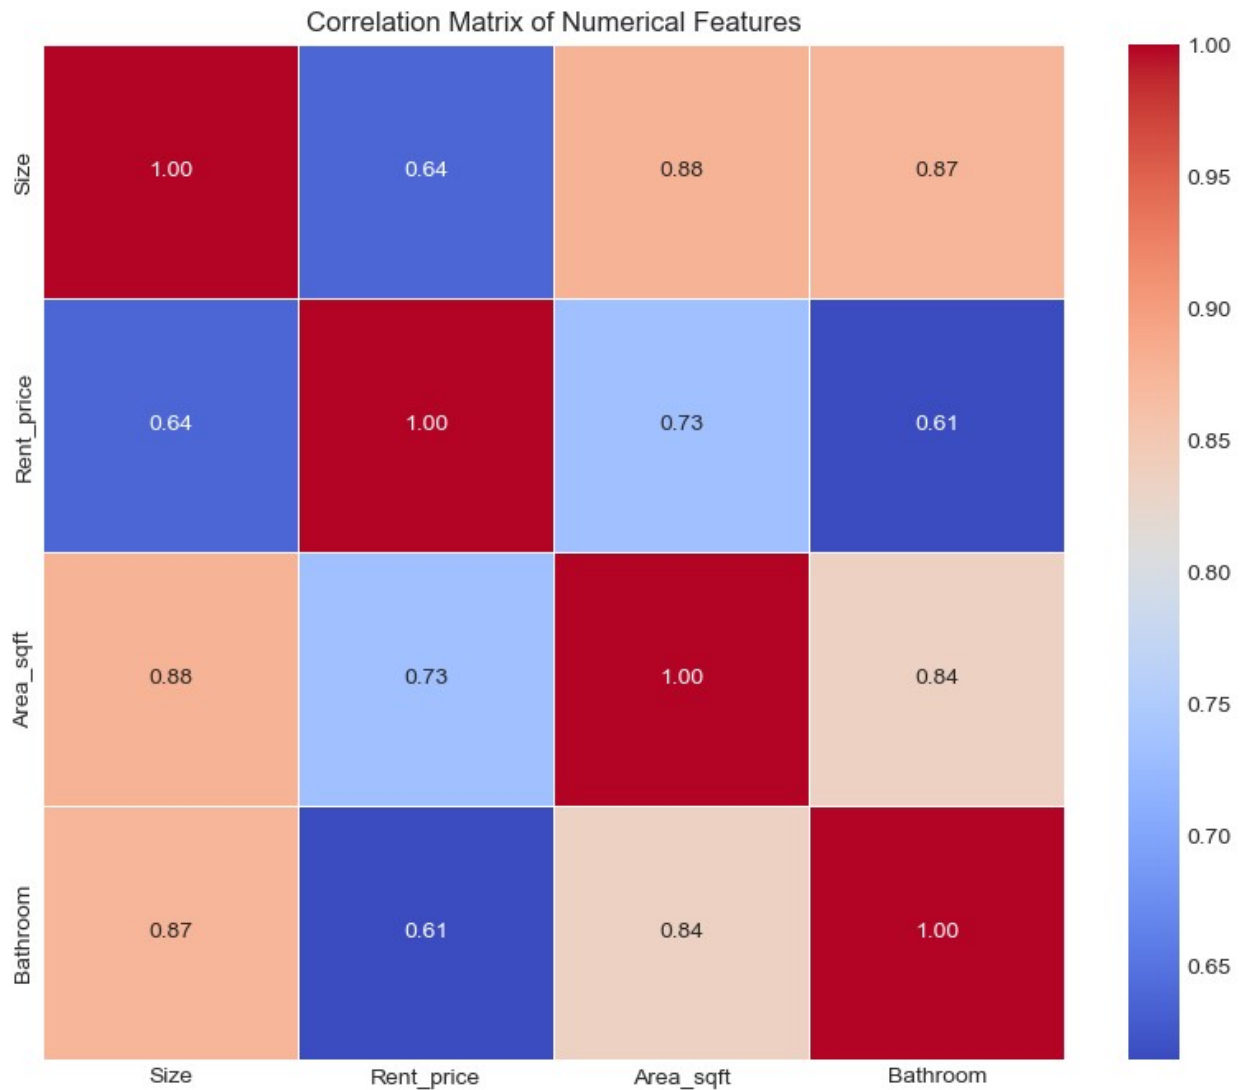 Correlation Matrix of Numerical Features
Size 1.00 0.64 0.88 0.87
Rent_price 0.64 1.00 0.73 0.61
Area_sqft 0.88 0.73 1.00 0.84
Bathroom 0.87 0.61 0.84 1.00
Size Rent_price Area_sqft Bathroom
1.00
0.95
0.90
0.85
0.80
0.75
0.70
0.65